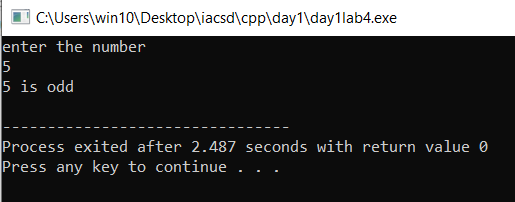 C:\Users\win10\Desktop\iacsd\cpp\day1\day1lab4.exe
enter the number
5
5 is odd
--------------------------------
Process exited after 2.487 seconds with return value 0
Press any key to continue . . .